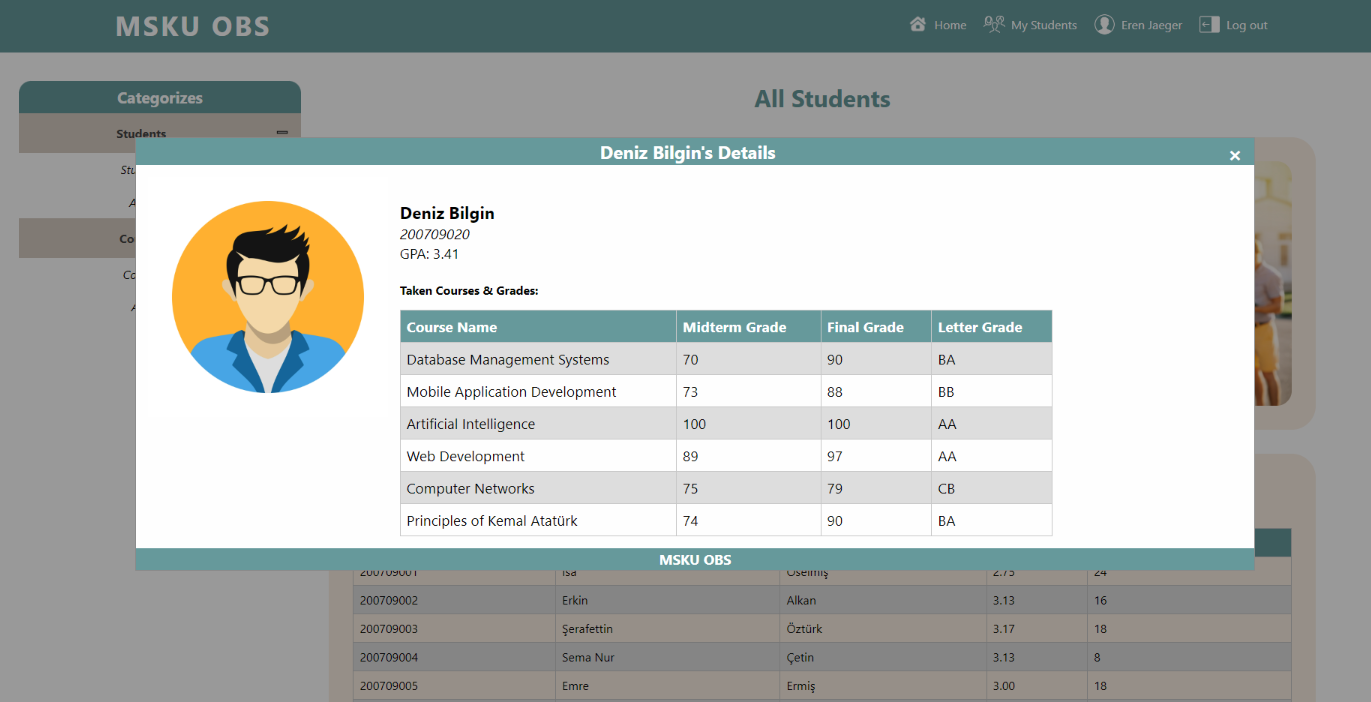 MSKU OBS
Home My Students Eren Jaeger Log out
Categorizes
All Students
Students
Deniz Bilgin's Details ×
Deniz Bilgin
200709020
GPA: 3.41
Taken Courses & Grades:
Course Name Midterm Grade Final Grade Letter Grade
Database Management Systems 70 90 BA
Mobile Application Development 73 88 BB
Artificial Intelligence 100 100 AA
Web Development 89 97 AA
Computer Networks 75 79 CB
Principles of Kemal Atatürk 74 90 BA
MSKU OBS
200709001 İsa 2.75 24
200709002 Erkin Alkan 3.13 16
200709003 Şerafettin Öztürk 3.17 18
200709004 Sema Nur Çetin 3.13 8
200709005 Emre Ermiş 3.00 18